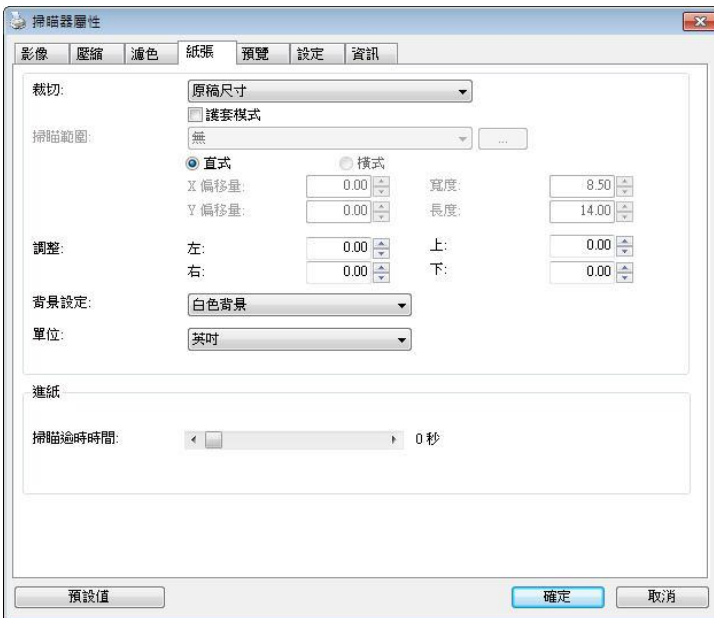 掃瞄器屬性
影像 壓縮 濾色 紙張 預覽 設定 資訊
裁切: 原稿尺寸
護套模式
掃瞄範圍: 無 ...
直式 橫式
X 偏移量: 0.00 寬度: 8.50
Y 偏移量: 0.00 長度: 14.00
調整: 左: 0.00 上: 0.00
右: 0.00 下: 0.00
背景設定: 白色背景
單位: 英吋
進紙
掃瞄逾時時間: 0 秒
預設值 確定 取消